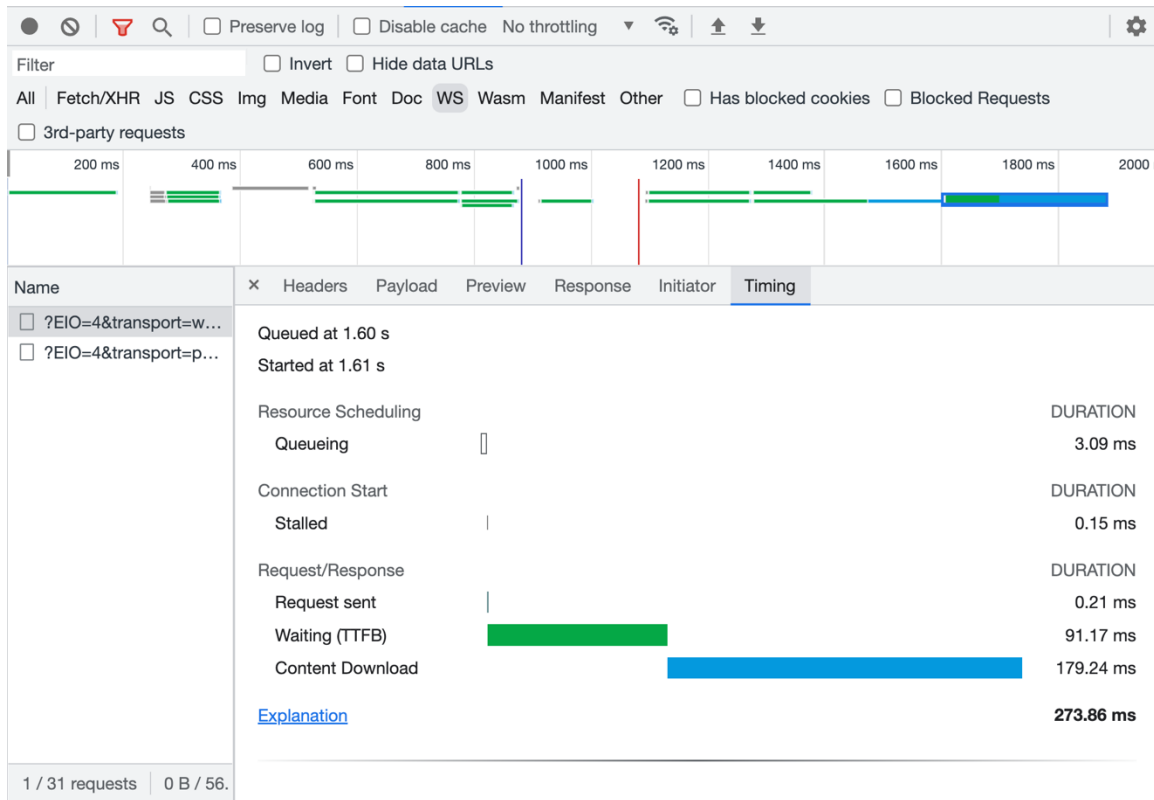 Preserve log Disable cache No throttling
Filter Invert Hide data URLs
All Fetch/XHR JS CSS Img Media Font Doc WS Wasm Manifest Other Has blocked cookies Blocked Requests
3rd-party requests
200 ms 400 ms 600 ms 800 ms 1000 ms 1200 ms 1400 ms 1600 ms 1800 ms 2000
Name × Headers Payload Preview Response Initiator Timing
?EIO=4&transport=w…
?EIO=4&transport=p…
Queued at 1.60 s
Started at 1.61 s
Resource Scheduling DURATION
Queueing 3.09 ms
Connection Start DURATION
Stalled 0.15 ms
Request/Response DURATION
Request sent 0.21 ms
Waiting (TTFB) 91.17 ms
Content Download 179.24 ms
Explanation 273.86 ms
1 / 31 requests 0 B / 56.